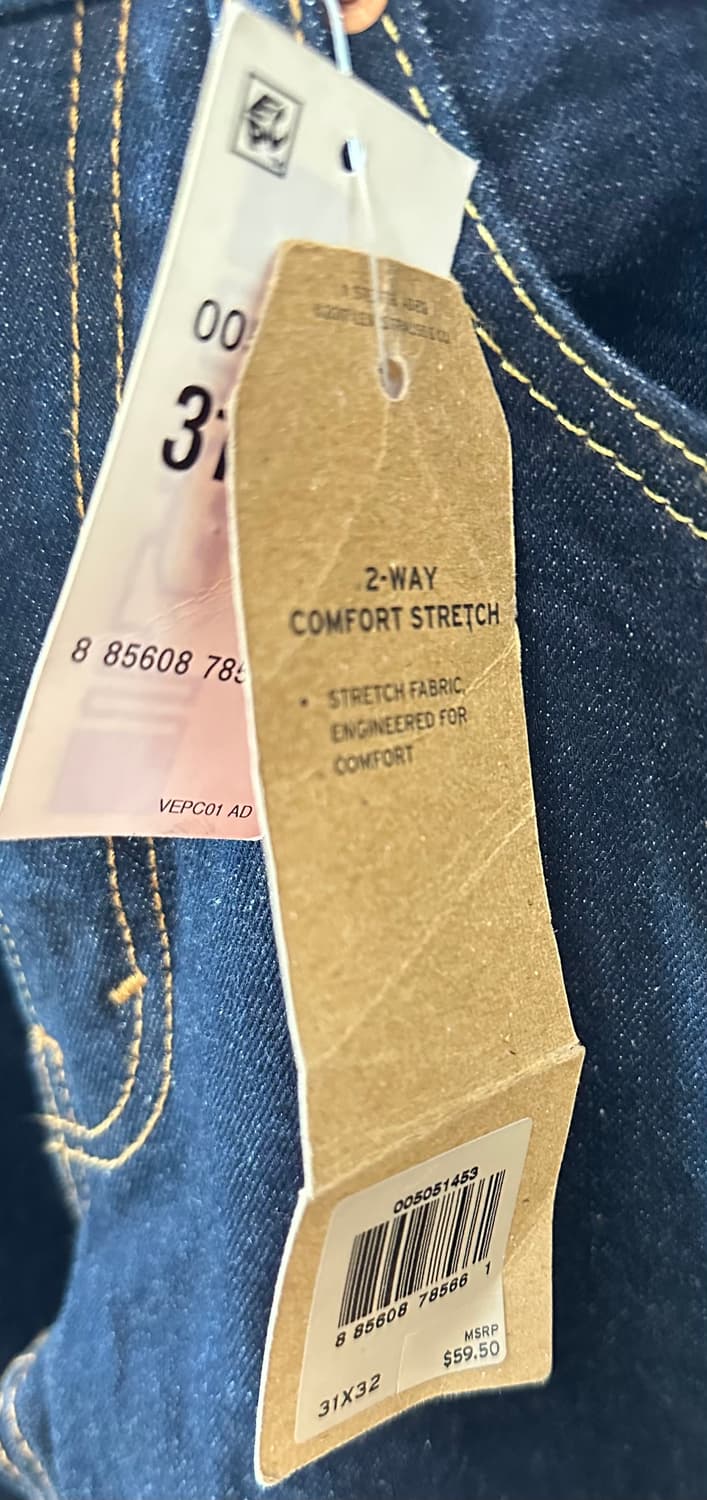 00
31
8 85608 785
VEPC01 AD
2-WAY
COMFORT STRETCH
• STRETCH FABRIC
ENGINEERED FOR
COMFORT
005051453
8 85608 78566 1
MSRP
$59.50
31X32